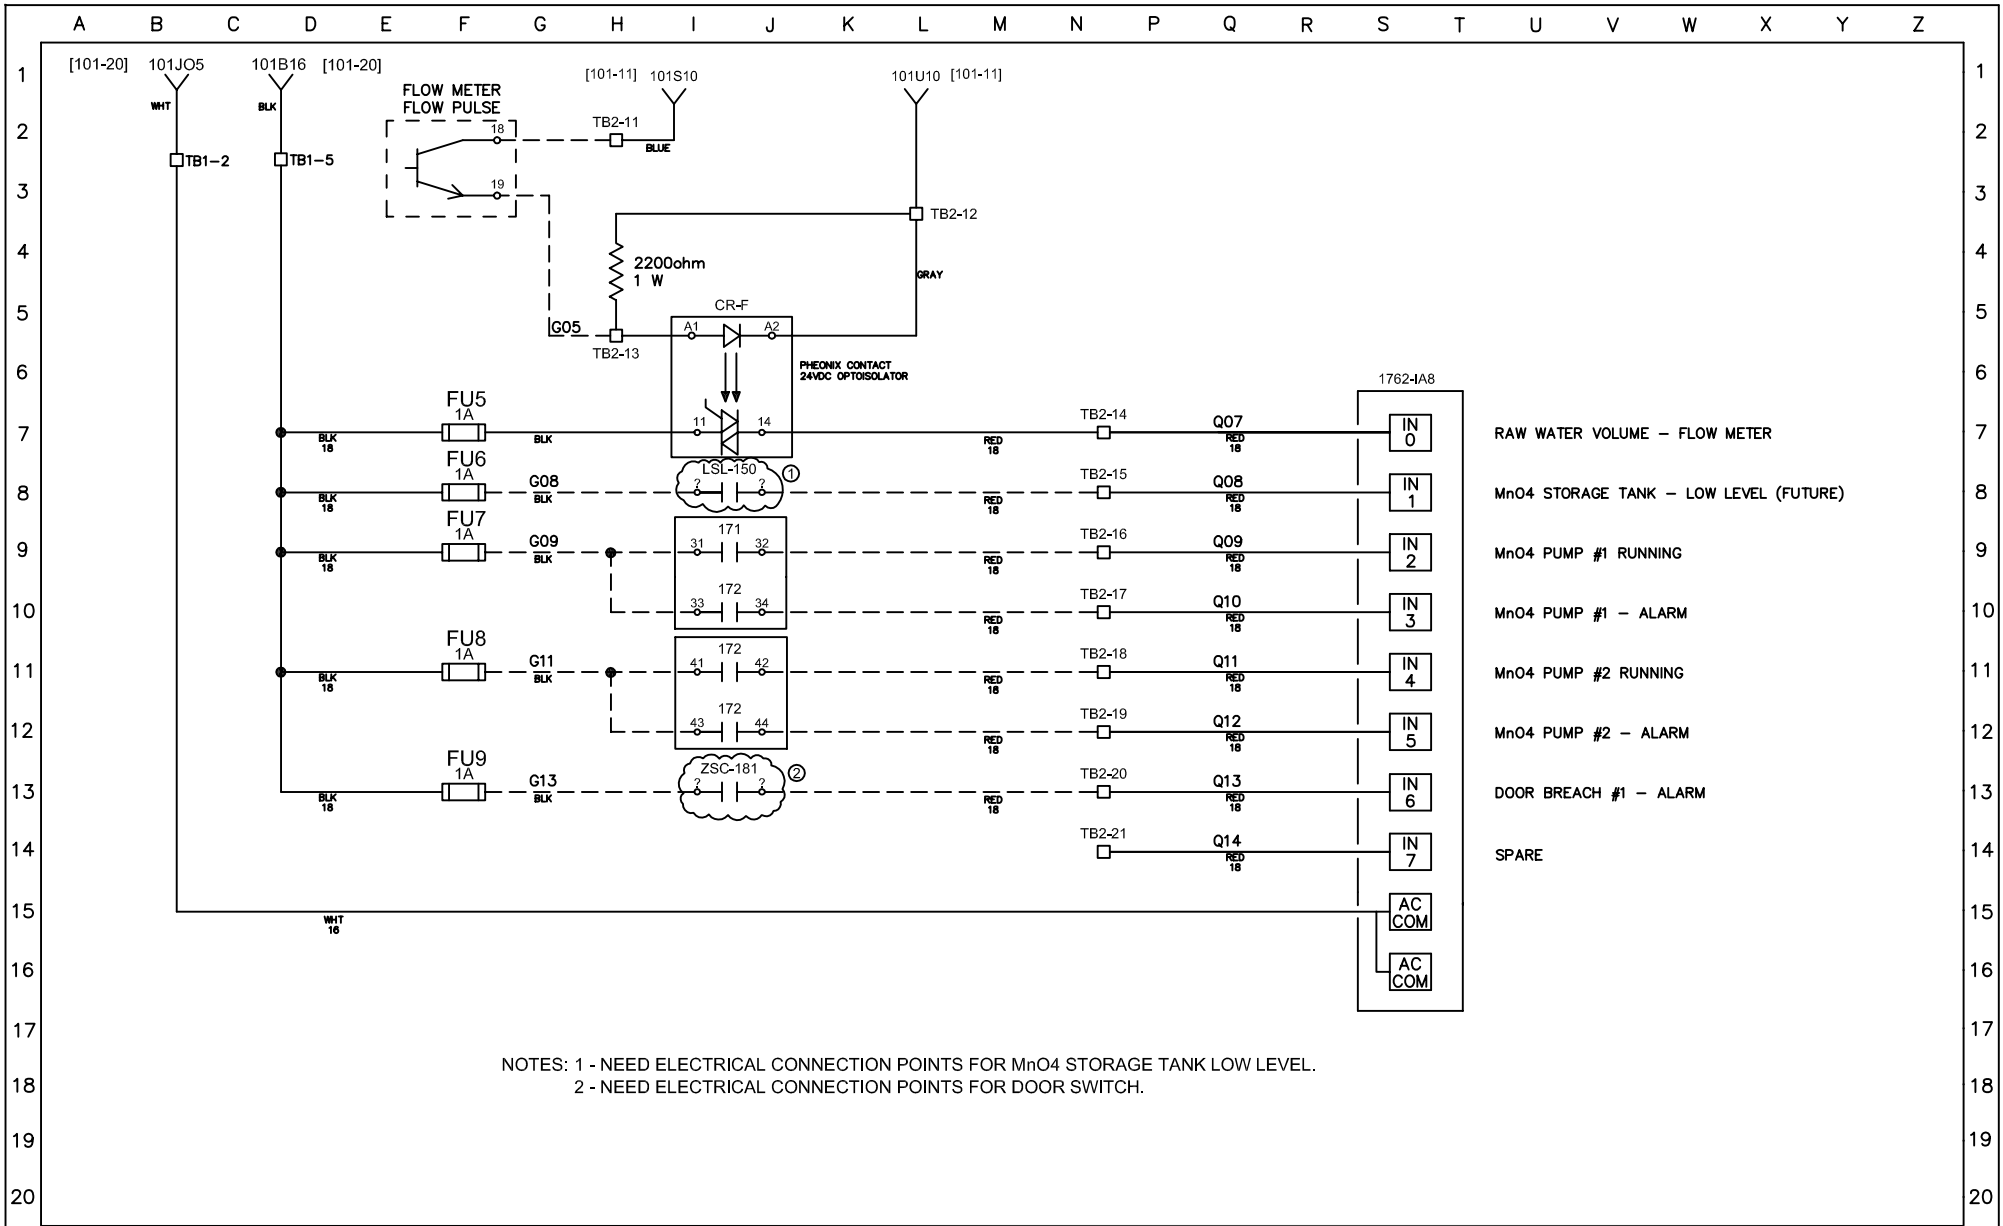 A B C D E F G H I J K L M N P Q R S T U V W X Y Z
1 [101-20] 101JO5 101B16 [101-20] [101-11] 101S10 101U10 [101-11] 1
WHT BLK
FLOW METER
FLOW PULSE
2 18 TB2-11 2
BLUE
TB1-2 TB1-5
3 19 3
TB2-12
4 2200ohm 4
1 W
GRAY
CR-F
5 G05 A1 A2 5
TB2-13
PHEONIX CONTACT
24VDC OPTOISOLATOR
6 1762-IA8 6
FU5
1A
7 BLK 18 BLK 11 14 RED 18 TB2-14 Q07 RED 18 IN 0 RAW WATER VOLUME - FLOW METER 7
FU6
1A
LSL-150 1
8 BLK 18 G08 BLK ? ? RED 18 TB2-15 Q08 RED 18 IN 1 MnO4 STORAGE TANK - LOW LEVEL (FUTURE) 8
FU7
1A
171
9 BLK 18 G09 BLK 31 32 RED 18 TB2-16 Q09 RED 18 IN 2 MnO4 PUMP #1 RUNNING 9
172
10 33 34 RED 18 TB2-17 Q10 RED 18 IN 3 MnO4 PUMP #1 - ALARM 10
FU8
1A
172
11 BLK 18 G11 BLK 41 42 RED 18 TB2-18 Q11 RED 18 IN 4 MnO4 PUMP #2 RUNNING 11
172
12 43 44 RED 18 TB2-19 Q12 RED 18 IN 5 MnO4 PUMP #2 - ALARM 12
FU9
1A
ZSC-181 2
13 BLK 18 G13 BLK ? ? RED 18 TB2-20 Q13 RED 18 IN 6 DOOR BREACH #1 - ALARM 13
14 TB2-21 Q14 RED 18 IN 7 SPARE 14
15 WHT 16 AC COM 15
16 AC COM 16
17 17
NOTES: 1 - NEED ELECTRICAL CONNECTION POINTS FOR MnO4 STORAGE TANK LOW LEVEL.
18 2 - NEED ELECTRICAL CONNECTION POINTS FOR DOOR SWITCH. 18
19 19
20 20